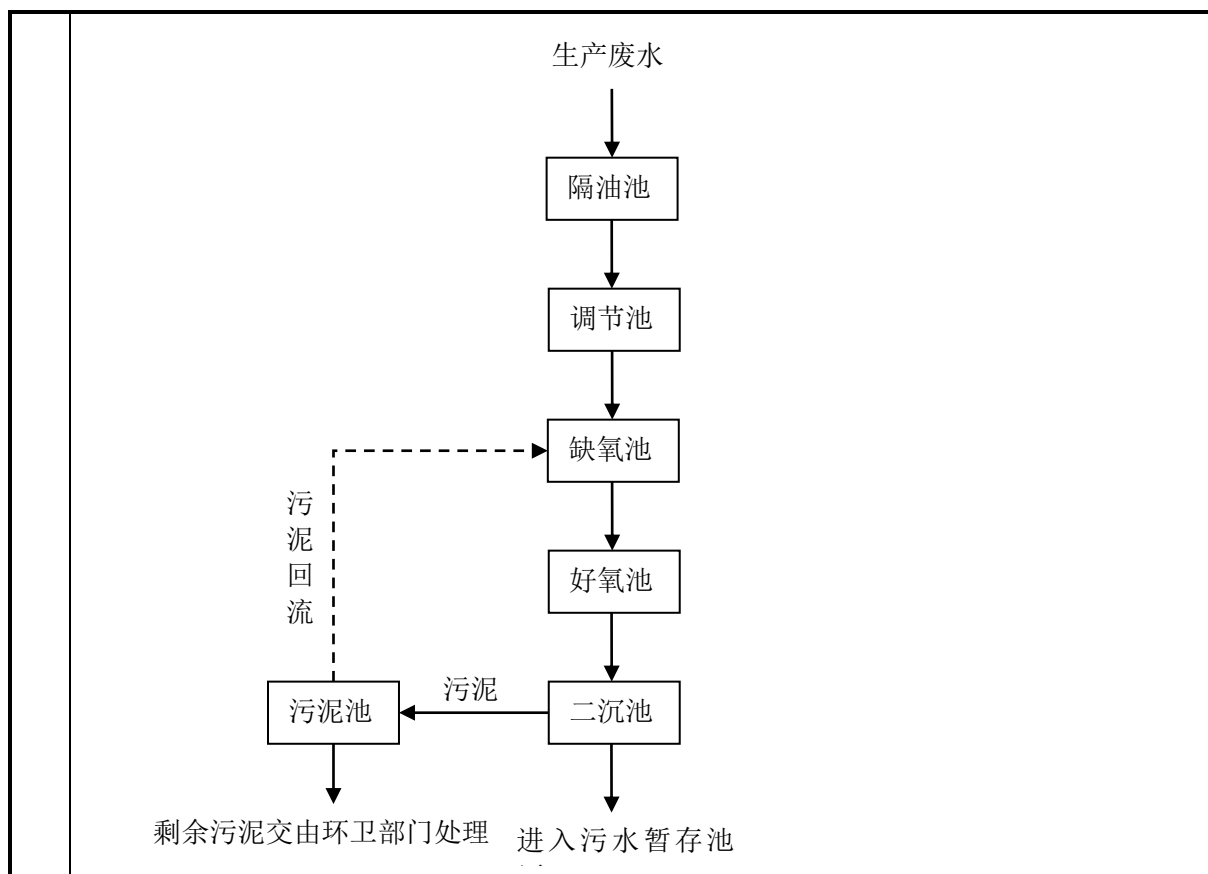 生产废水
隔油池
调节池
缺氧池
污泥回流
好氧池
污泥
污泥池
二沉池
剩余污泥交由环卫部门处理
进入污水暂存池